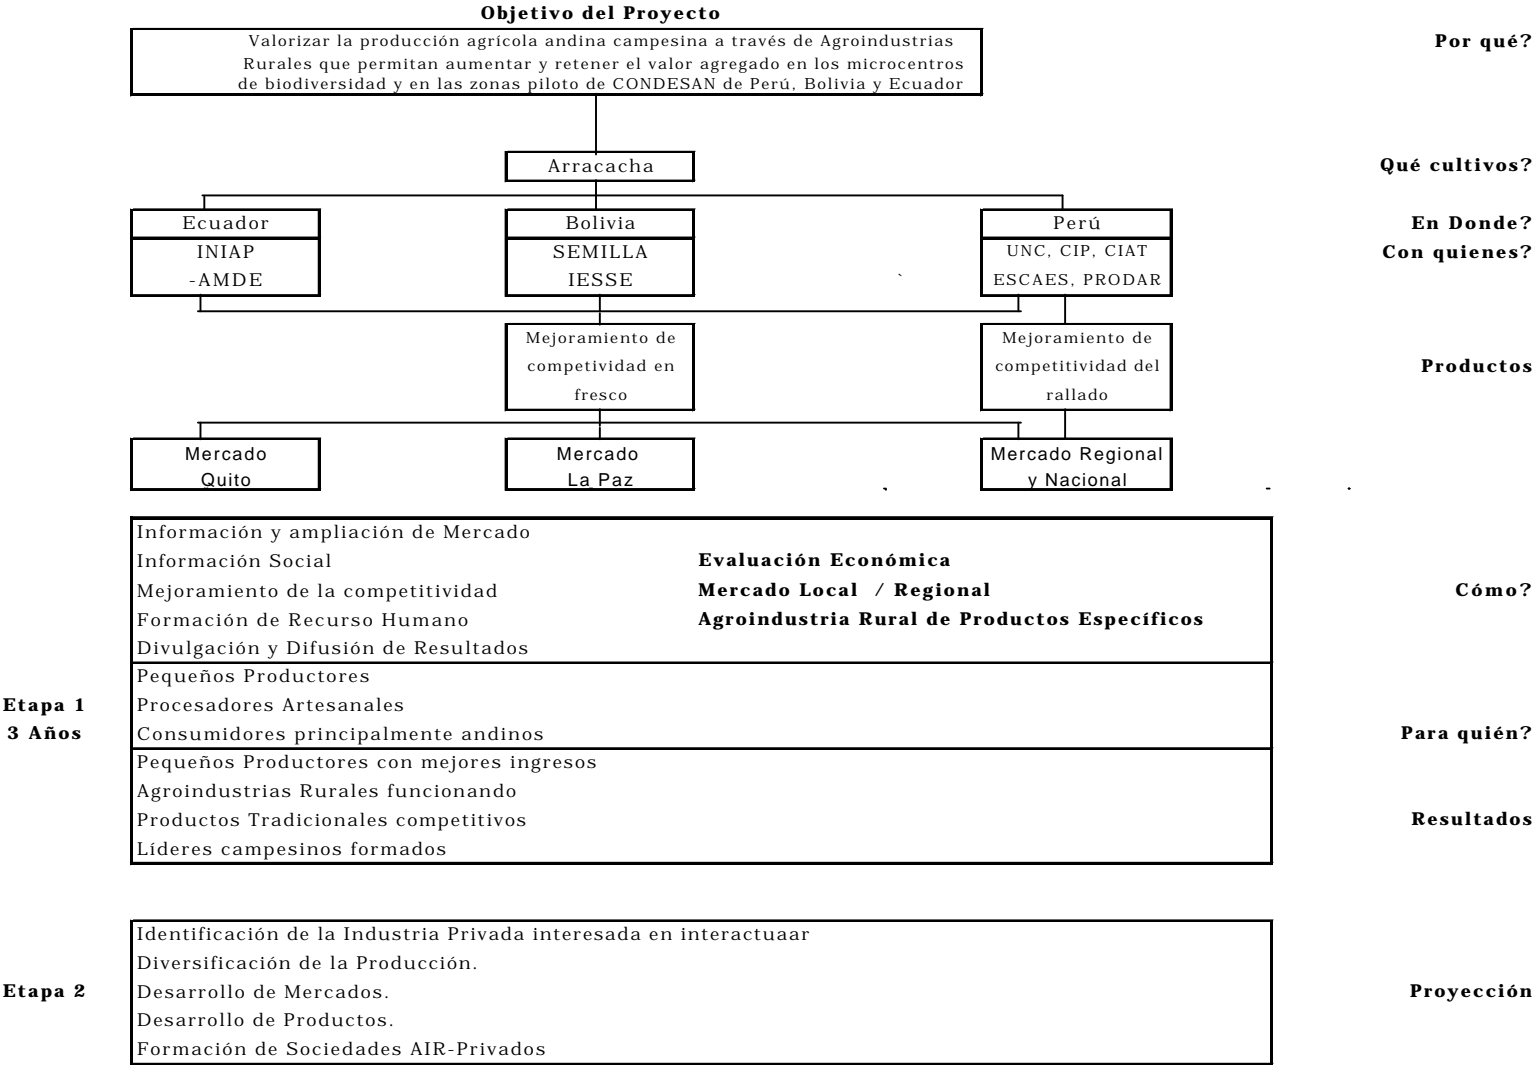 Objetivo del Proyecto
Valorizar la producción agrícola andina campesina a través de Agroindustrias
Rurales que permitan aumentar y retener el valor agregado en los microcentros
de biodiversidad y en las zonas piloto de CONDESAN de Perú, Bolivia y Ecuador
Por qué?
Arracacha
Qué cultivos?
Ecuador
Bolivia
Perú
En Donde?
INIAP
-AMDE
SEMILLA
IESSE
UNC, CIP, CIAT
ESCAES, PRODAR
Con quienes?
Mejoramiento de
competividad en
fresco
Mejoramiento de
competitividad del
rallado
Productos
Mercado
Quito
Mercado
La Paz
Mercado Regional
y Nacional
Información y ampliación de Mercado
Información Social
Mejoramiento de la competitividad
Formación de Recurso Humano
Divulgación y Difusión de Resultados
Evaluación Económica
Mercado Local / Regional
Agroindustria Rural de Productos Específicos
Cómo?
Etapa 1
3 Años
Pequeños Productores
Procesadores Artesanales
Consumidores principalmente andinos
Para quién?
Pequeños Productores con mejores ingresos
Agroindustrias Rurales funcionando
Productos Tradicionales competitivos
Líderes campesinos formados
Resultados
Etapa 2
Identificación de la Industria Privada interesada en interactuaar
Diversificación de la Producción.
Desarrollo de Mercados.
Desarrollo de Productos.
Formación de Sociedades AIR-Privados
Proyección